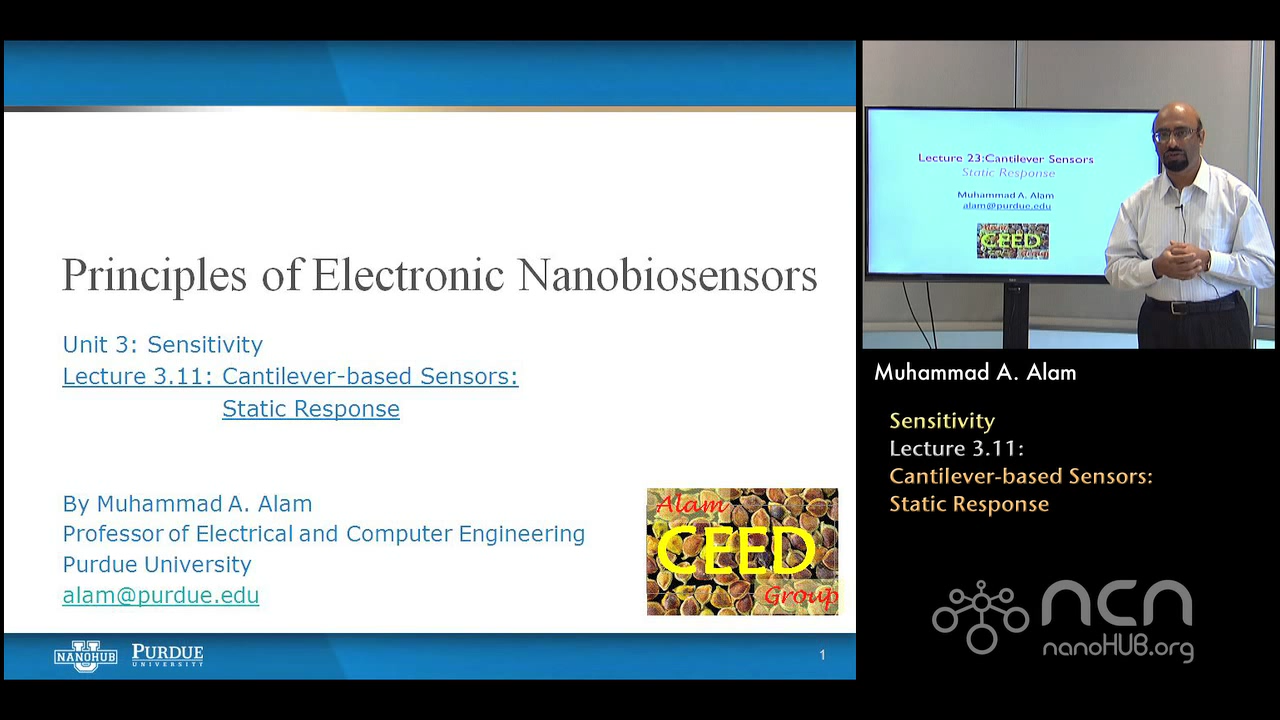 Principles of Electronic Nanobiosensors
Unit 3: Sensitivity
Lecture 3.11: Cantilever-based Sensors:
Static Response
By Muhammad A. Alam
Professor of Electrical and Computer Engineering
Purdue University
alam@purdue.edu
Alam
CEED
Group
NANOHUB
U
PURDUE
UNIVERSITY
1
Lecture 23:Cantilever Sensors
Static Response
Muhammad A. Alam
alam@purdue.edu
CEED
Group
Muhammad A. Alam
Sensitivity
Lecture 3.11:
Cantilever-based Sensors:
Static Response
ncn
nanoHUB.org